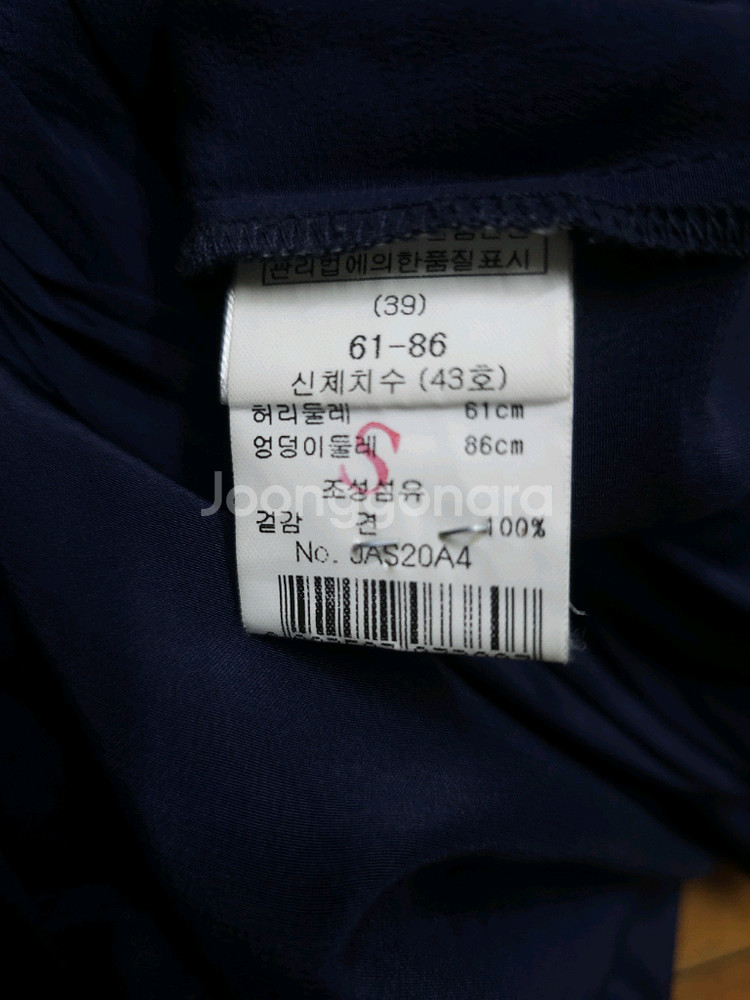 관리법에의한품질표시
(39)
61-86
신체치수 (43호)
허리둘레 61cm
엉덩이둘레 86cm
S
조성섬유
Joonggonara
겉감 견 100%
No. JAS20A4